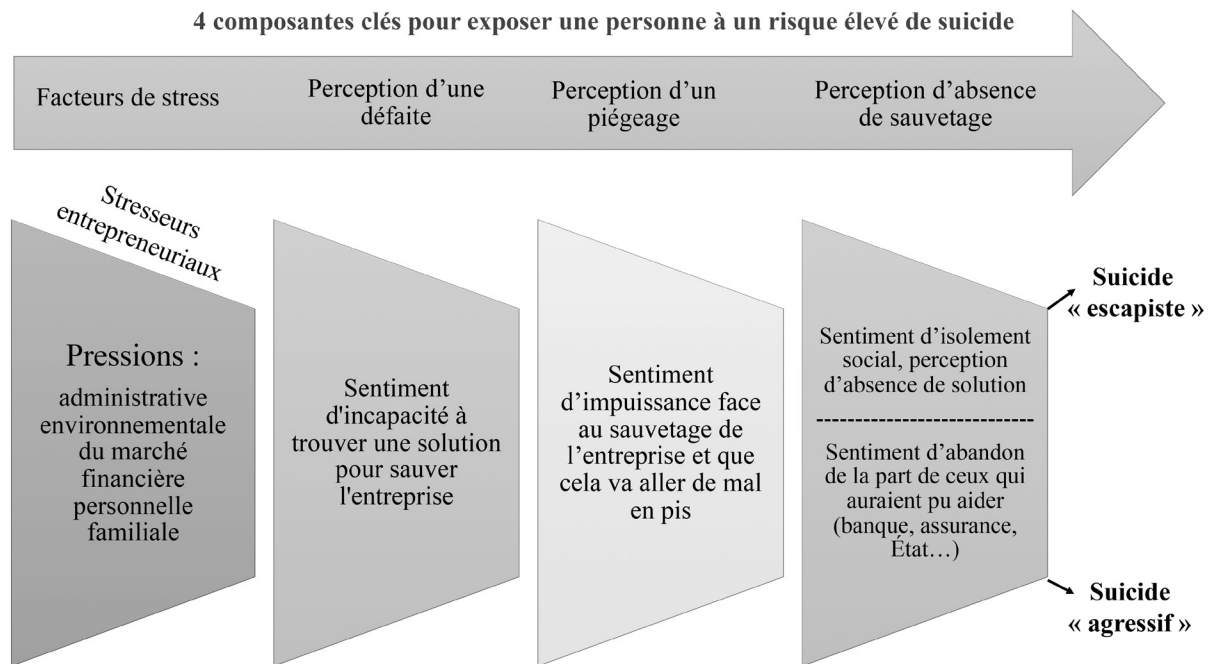 4 composantes clés pour exposer une personne à un risque élevé de suicide
Facteurs de stress
Perception d’une
défaite
Perception d’un
piégeage
Perception d’absence
de sauvetage
Stresseurs
entrepreneuriaux
Pressions :
administrative
environnementale
du marché
financière
personnelle
familiale
Sentiment
d'incapacité à
trouver une solution
pour sauver
l'entreprise
Sentiment
d’impuissance face
au sauvetage de
l’entreprise et que
cela va aller de mal
en pis
Sentiment d’isolement
social, perception
d’absence de solution
Sentiment d’abandon
de la part de ceux qui
auraient pu aider
(banque, assurance,
État…)
Suicide
« escapiste »
Suicide
« agressif »